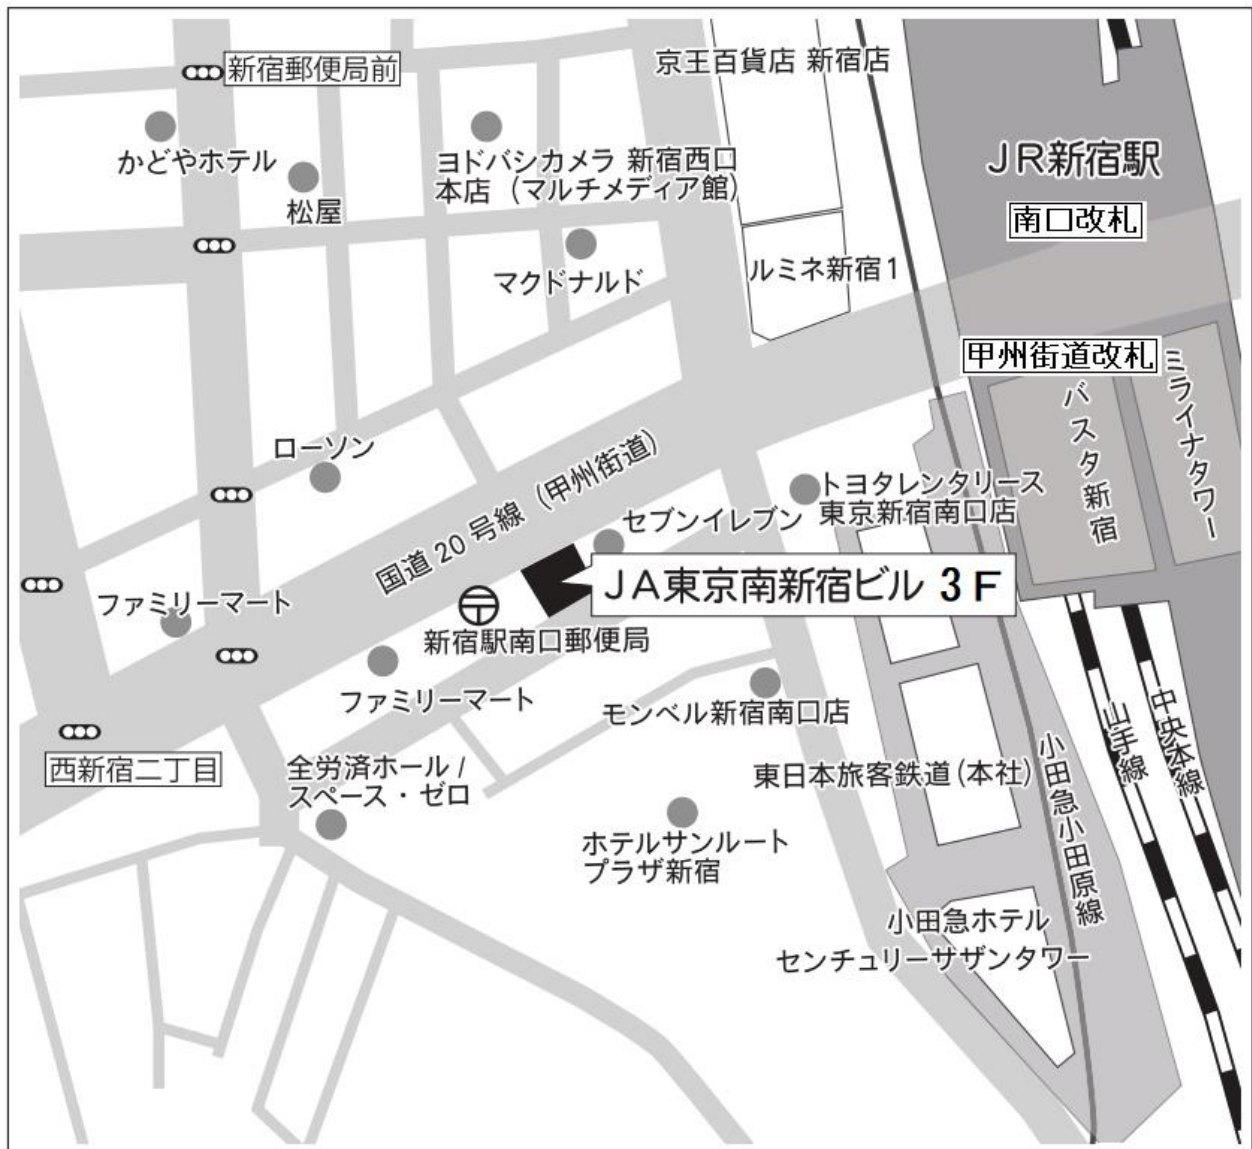 京王百貨店 新宿店
新宿郵便局前
かどやホテル
松屋
ヨドバシカメラ 新宿西口
本店（マルチメディア館）
JR新宿駅
南口改札
マクドナルド
ルミネ新宿1
甲州街道改札
バスタ新宿
ミライナタワー
ローソン
国道20号線（甲州街道）
トヨタレンタリース
東京新宿南口店
セブンイレブン
JA東京南新宿ビル 3F
ファミリーマート
新宿駅南口郵便局
ファミリーマート
モンベル新宿南口店
西新宿二丁目
全労済ホール /
スペース・ゼロ
東日本旅客鉄道（本社）
小田急小田原線
山手線
中央本線
ホテルサンルート
プラザ新宿
小田急ホテル
センチュリーサザンタワー